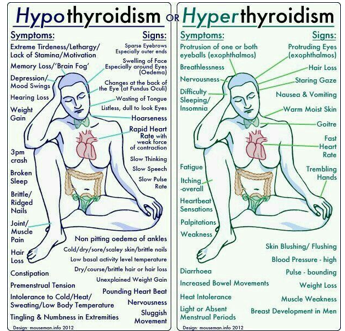 Hypothyroidism OR Hyperthyroidism
Symptoms:
Extreme Tiredness/Lethargy/
Lack of Stamina/Motivation
Memory Loss/'Brain Fog'
Depression/
Mood Swings
Hearing Loss
Weight
Gain
3pm
crash
Broken
Sleep
Brittle/
Ridged
Nails
Joint/
Muscle
Pain
Hair
Loss
Constipation
Premenstrual Tension
Intolerance to Cold/Heat/
Sweating/Low Body Temperature
Tingling & Numbness in Extremities
Signs:
Sparse Eyebrows
Especially outer ends
Swelling of Face
Especially around Eyes
(Oedema)
Changes at the back of
the Eye (at Fundus Oculi)
Wasting of Tongue
Listless, dull to look Eyes
Hoarseness
Rapid Heart
Rate with
weak force
of contraction
Slow Thinking
Slow Speech
Slow Pulse
Rate
Non pitting oedema of ankles
Cold/dry/sore/scaley skin/brittle nails
Low basal activity level temperature
Dry/course/brittle hair or hair loss
Unexplained Weight Gain
Pounding Heart Beat
Nervousness
Sluggish
Movement
Design: mouseman.info 2012
Symptoms:
Protrusion of one or both
eyeballs (exophthalmos)
Breathlessness
Nervousness
Difficulty
Sleeping/
Insomnia
Fatigue
Itching
-overall
Heartbeat
Sensations
Palpitations
Weakness
Diarrhoea
Increased Bowel Movements
Heat Intolerance
Light or Absent
Menstrual Periods
Signs:
Protruding Eyes
(exophthalmos)
Hair Loss
Staring Gaze
Nausea & Vomiting
Warm Moist Skin
Goitre
Fast
Heart
Rate
Trembling
Hands
Skin Blushing/ Flushing
Blood Pressure - high
Pulse - bounding
Weight Loss
Muscle Weakness
Breast Development in Men
Design: mouseman.info 2012